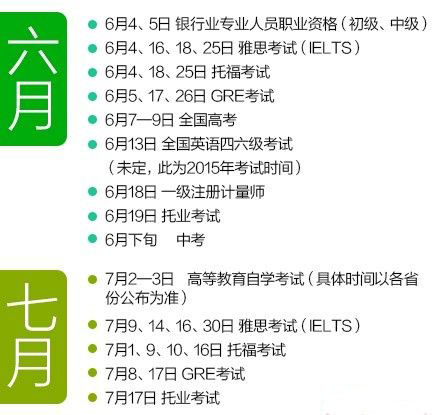 六月
6月4、5日 银行业专业人员职业资格（初级、中级）
6月4、16、18、25日 雅思考试（IELTS）
6月4、18、25日 托福考试
6月5、17、26日 GRE考试
6月7—9日 全国高考
6月13日 全国英语四六级考试
（未定，此为2015年考试时间）
6月18日 一级注册计量师
6月19日 托业考试
6月下旬 中考
七月
7月2—3日 高等教育自学考试（具体时间以各省
份公布为准）
7月9、14、16、30日 雅思考试（IELTS）
7月1、9、10、16日 托福考试
7月8、17日 GRE考试
7月17日 托业考试